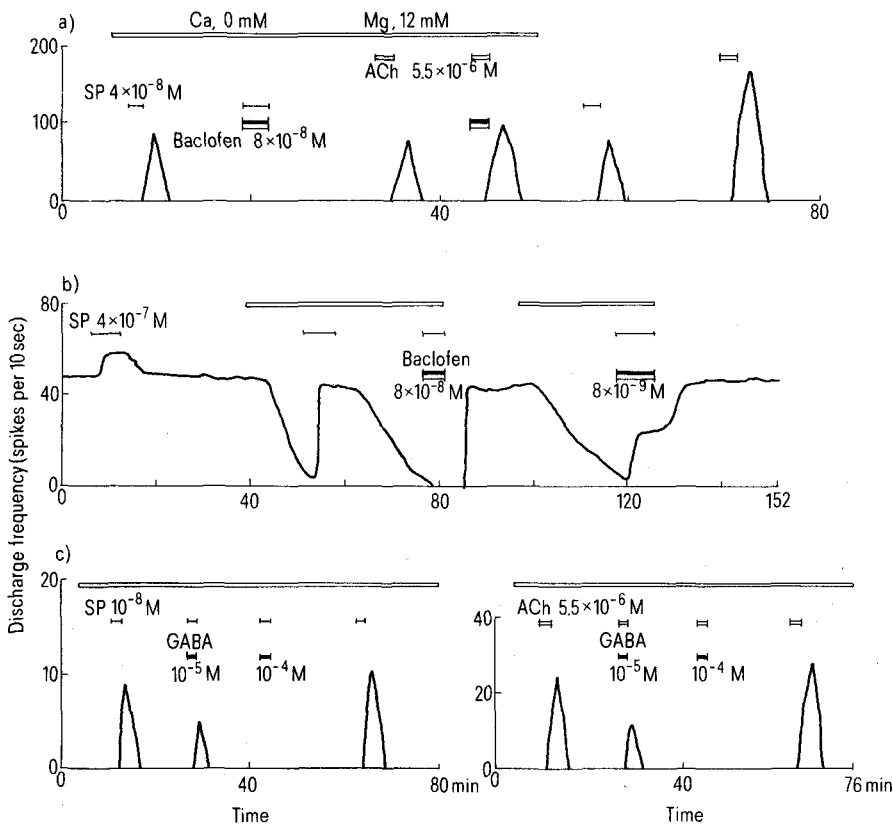 a)
Ca, 0 mM Mg, 12 mM
200
ACh 5.5×10⁻⁶ M
SP 4×10⁻⁸ M
100
Baclofen 8×10⁻⁸ M
0
0 40 80
b)
80
SP 4×10⁻⁷ M
Baclofen
40
8×10⁻⁸ M 8×10⁻⁹ M
0
0 40 80 120 152
Discharge frequency (spikes per 10 sec)
c)
20
SP 10⁻⁸ M
GABA
10⁻⁵ M 10⁻⁴ M
10
0
0 40 80 min
Time
40
ACh 5.5×10⁻⁶ M
GABA
10⁻⁵ M 10⁻⁴ M
20
0
0 40 76 min
Time